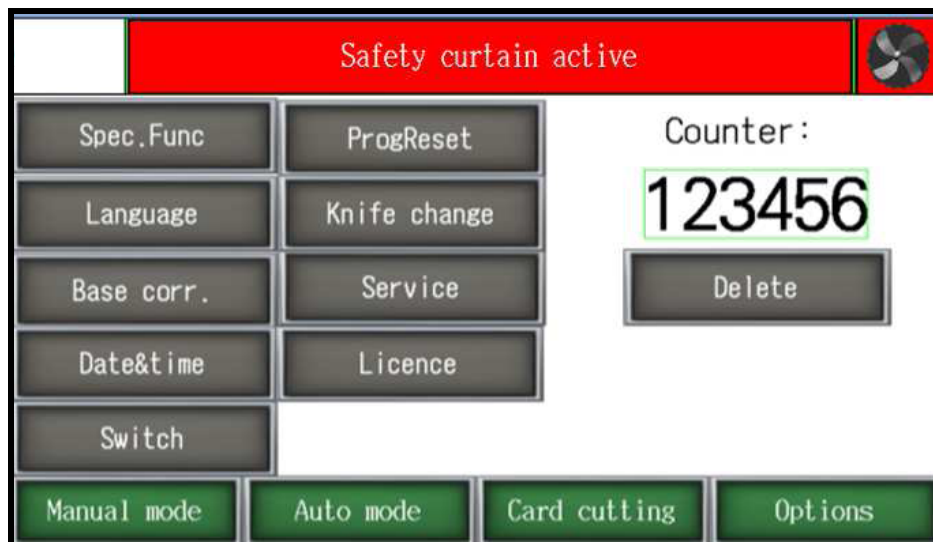 Safety curtain active
Spec.Func
ProgReset
Counter:
Language
Knife change
123456
Base corr.
Service
Delete
Date&time
Licence
Switch
Manual mode
Auto mode
Card cutting
Options